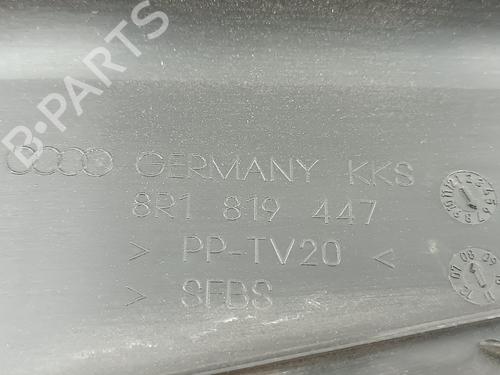 B-PARTS
GERMANY KKS
8R1 819 447
> PP-TV20 <
> SEBS